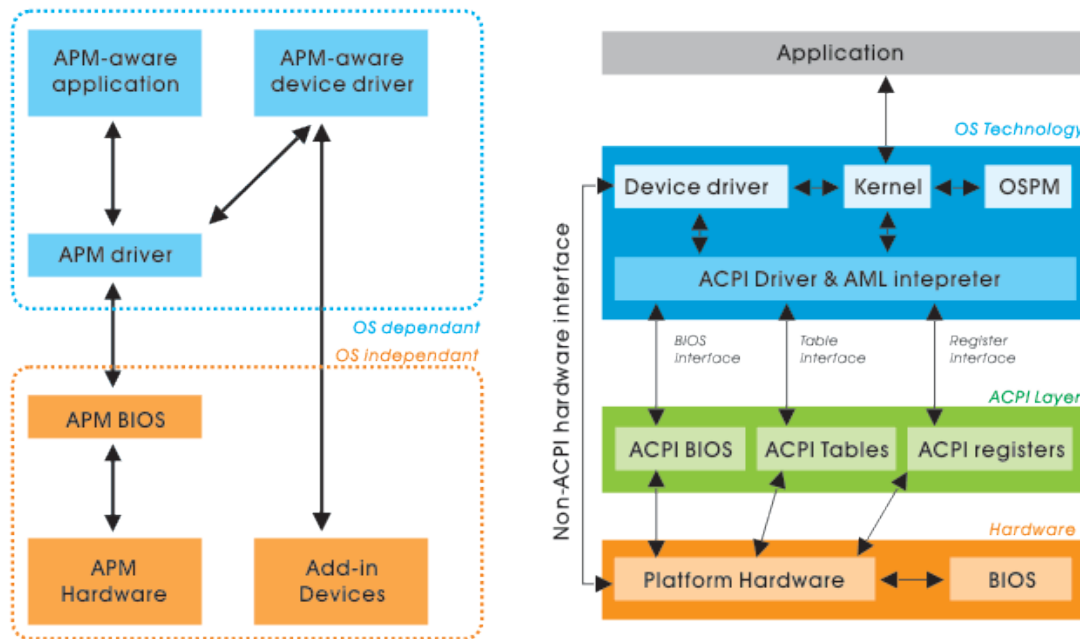 APM-aware
application
APM-aware
device driver
APM driver
OS dependant
OS independant
APM BIOS
APM
Hardware
Add-in
Devices
Application
OS Technology
Device driver
Kernel
OSPM
ACPI Driver & AML intepreter
Non-ACPI hardware interface
BIOS
Interface
Table
Interface
Register
Interface
ACPI Layer
ACPI BIOS
ACPI Tables
ACPI registers
Hardware
Platform Hardware
BIOS